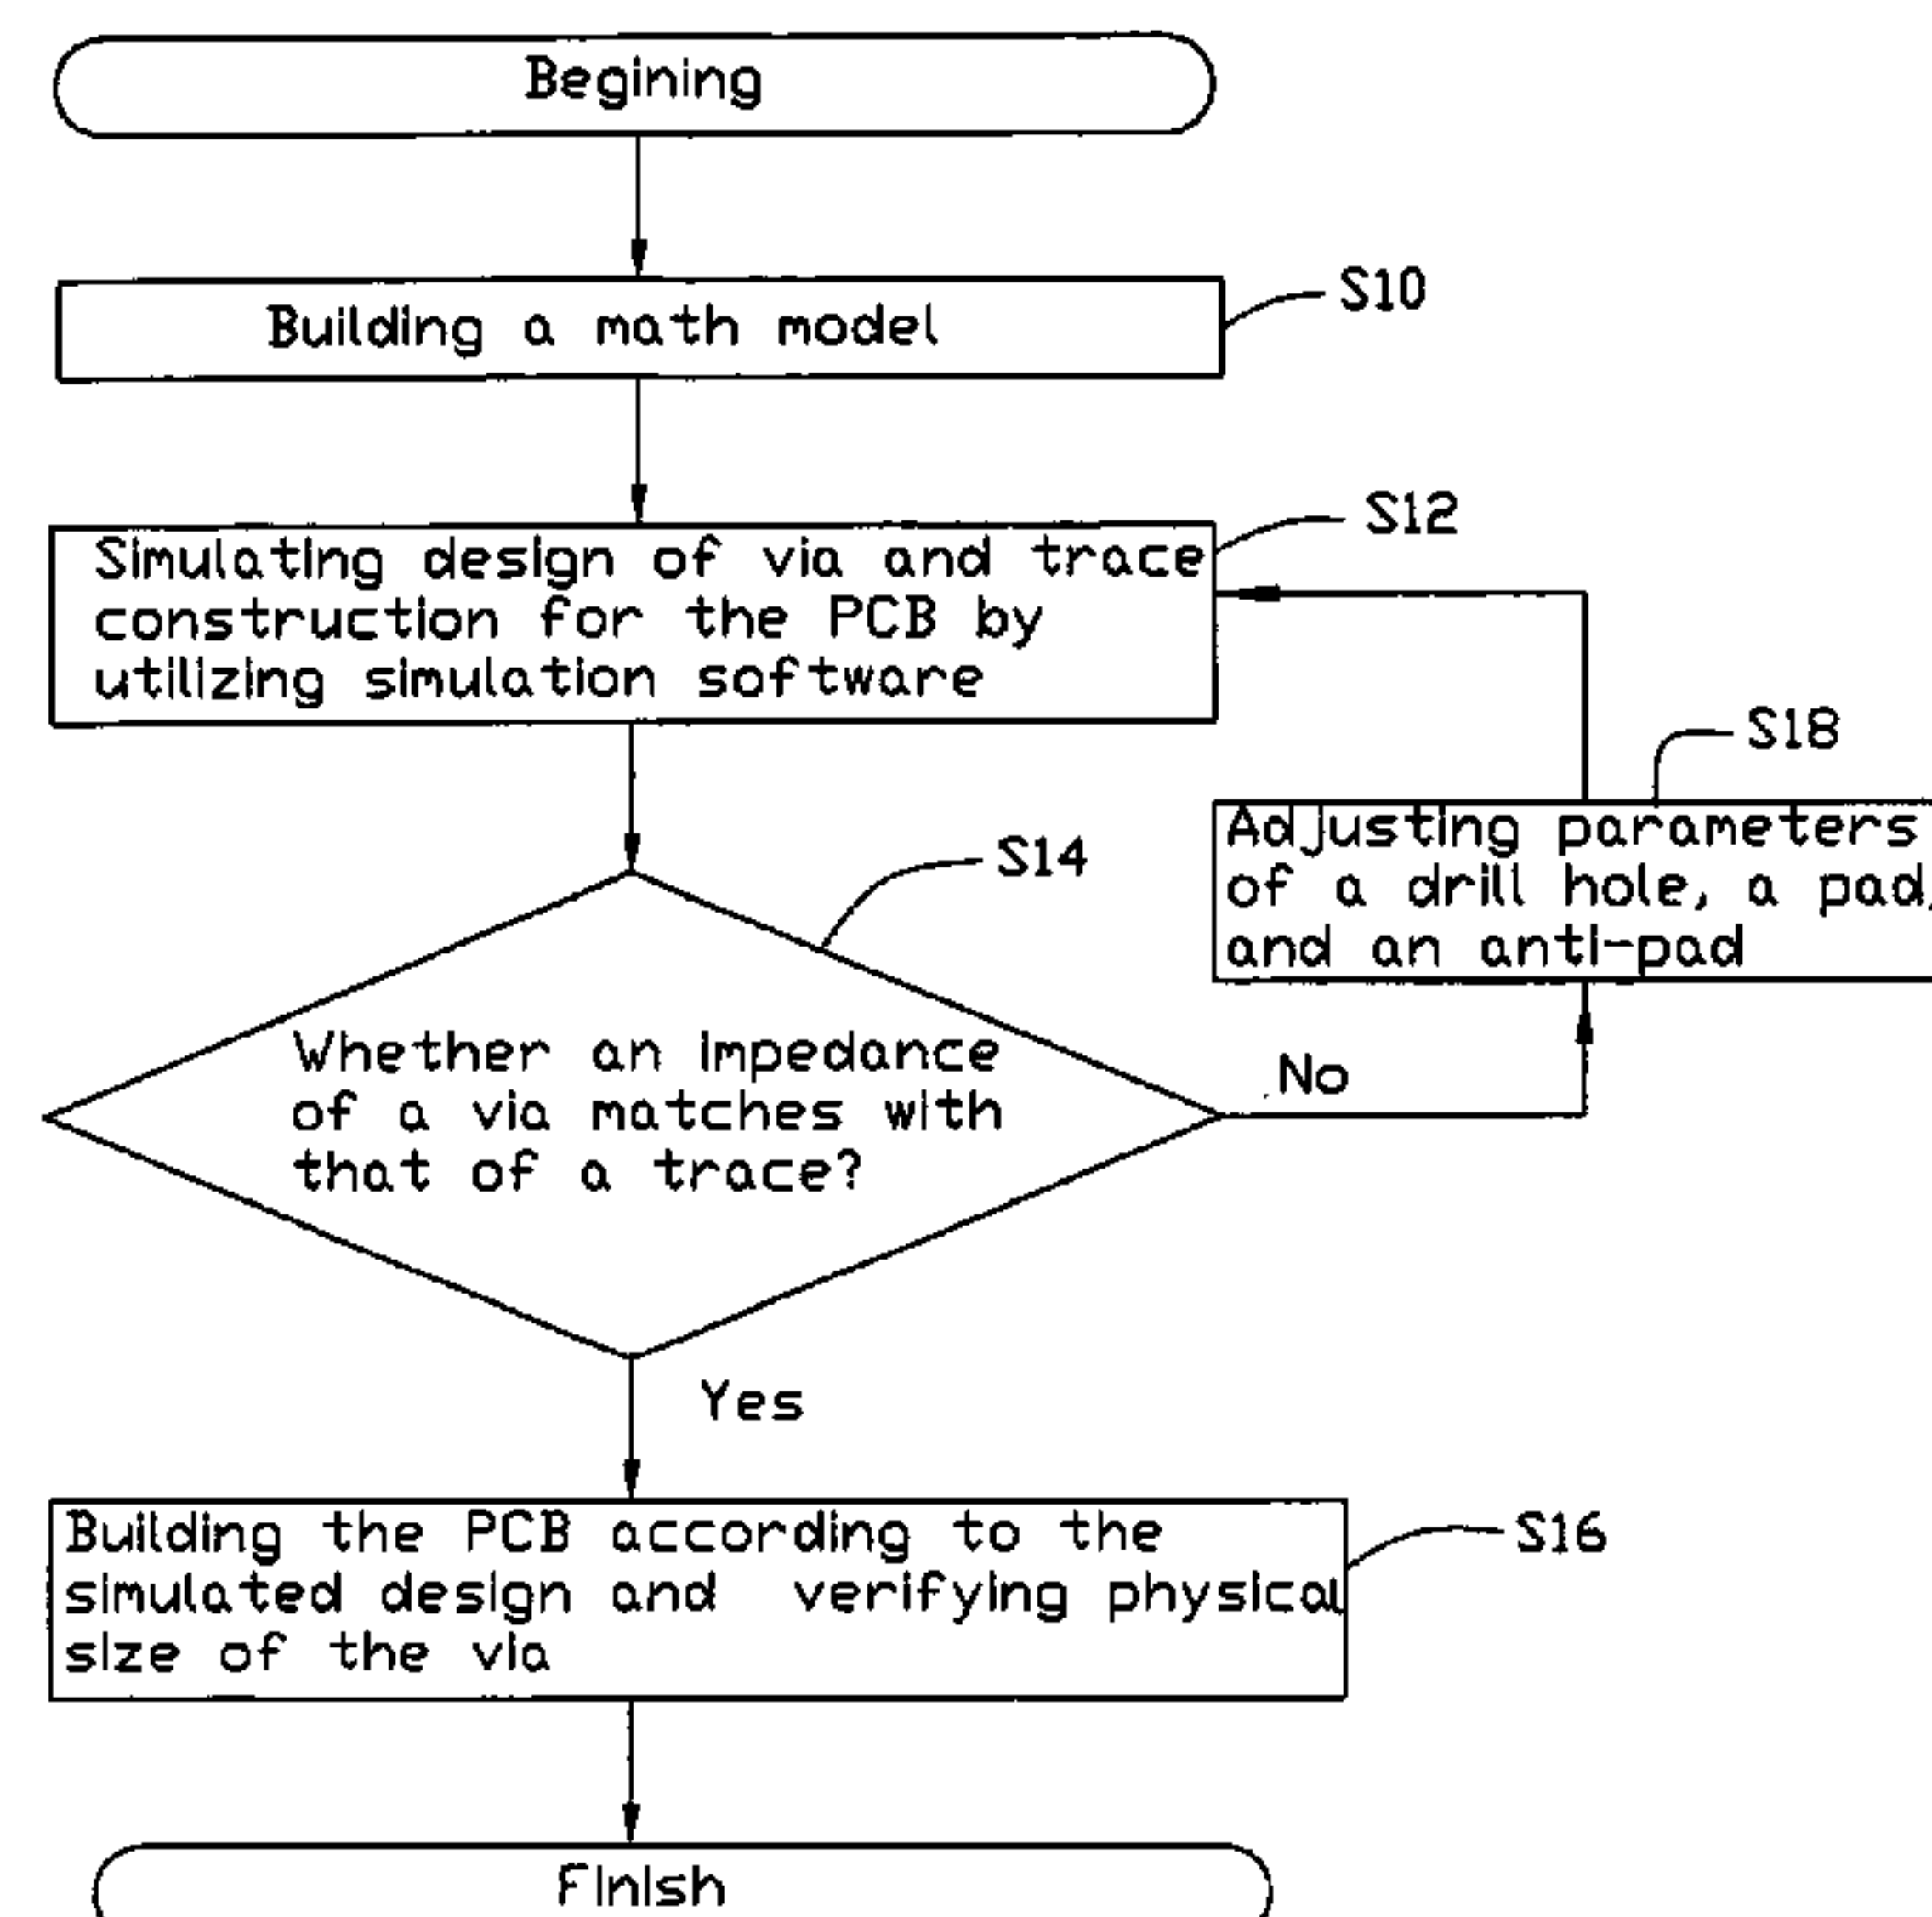 Begining
Building a math model
S10
S12
Simulating design of via and trace
construction for the PCB by
utilizing simulation software
S18
Adjusting parameters
of a drill hole, a pad,
and an anti-pad
S14
Whether an impedance
of a via matches with
that of a trace?
No
Yes
Building the PCB according to the
simulated design and verifying physical
size of the via
S16
Finish